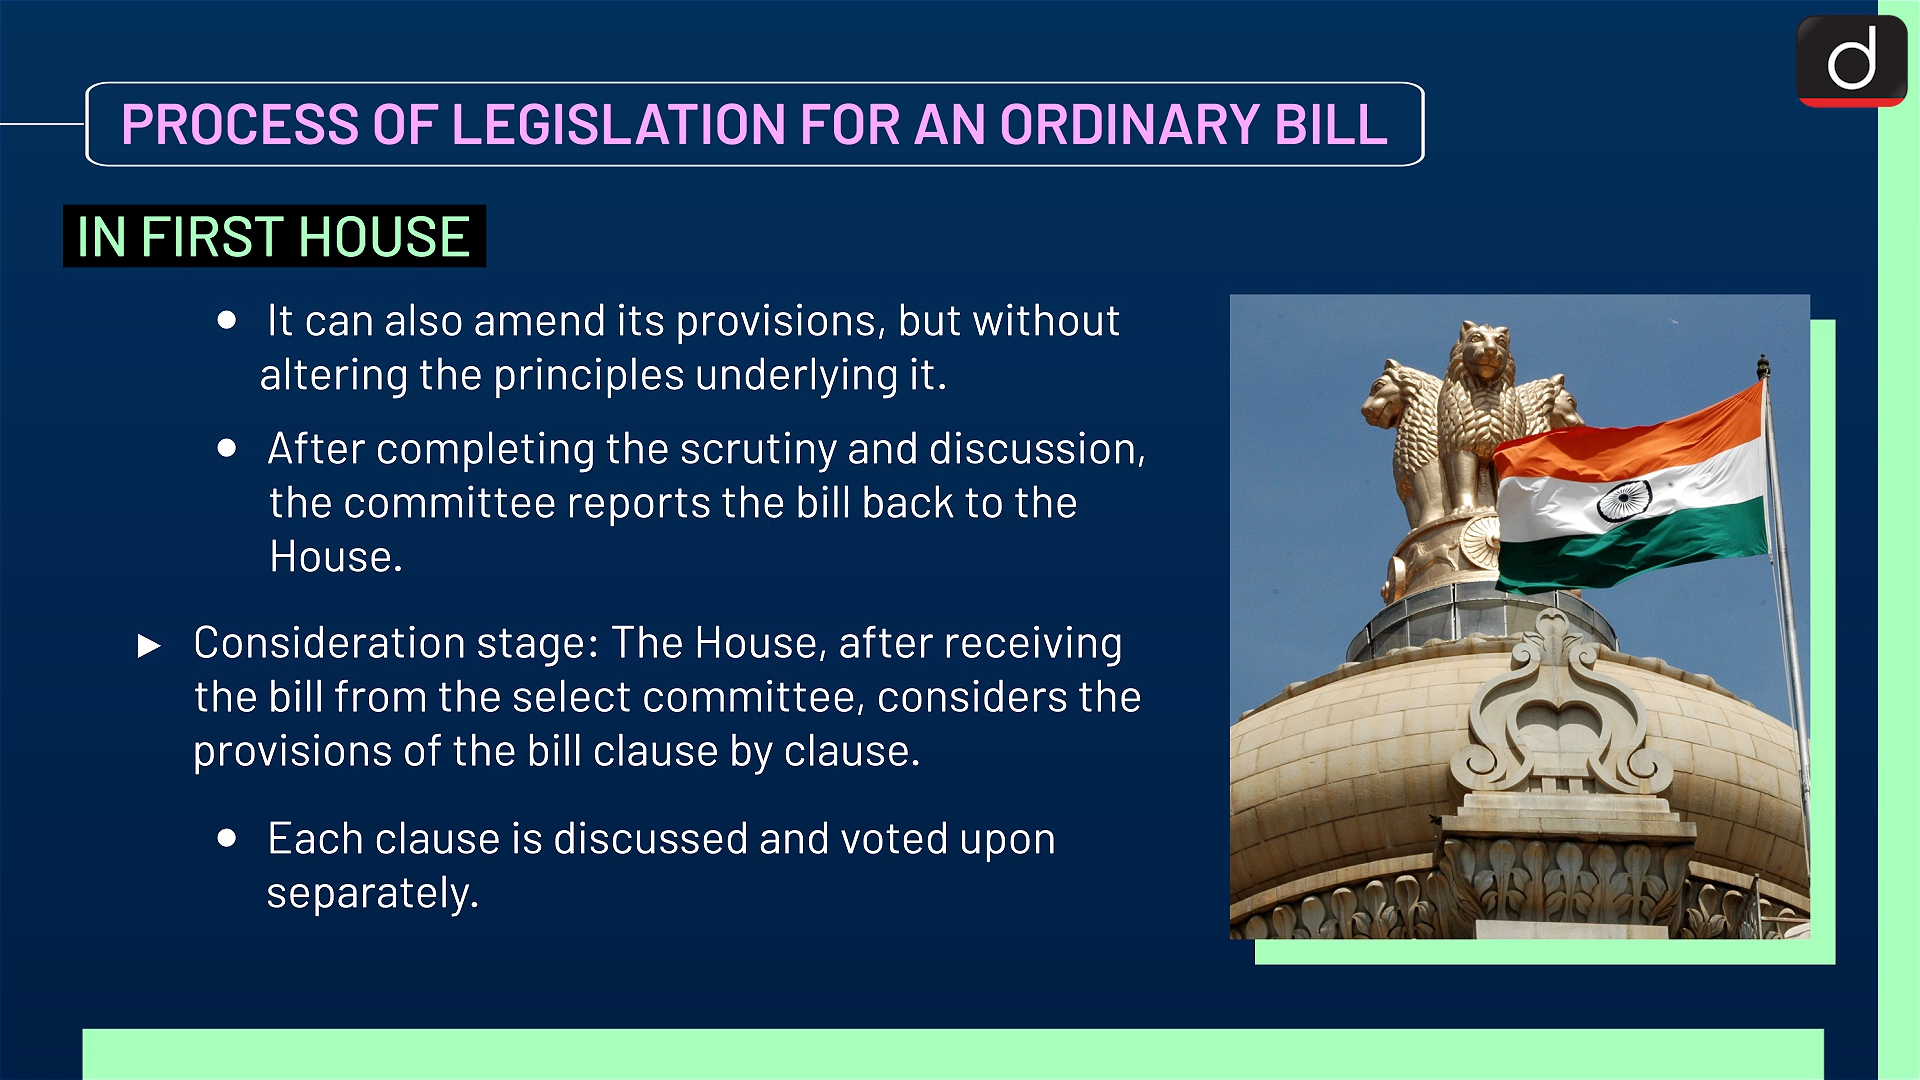 d
PROCESS OF LEGISLATION FOR AN ORDINARY BILL
IN FIRST HOUSE
• It can also amend its provisions, but without
altering the principles underlying it.
• After completing the scrutiny and discussion,
the committee reports the bill back to the
House.
► Consideration stage: The House, after receiving
the bill from the select committee, considers the
provisions of the bill clause by clause.
• Each clause is discussed and voted upon
separately.